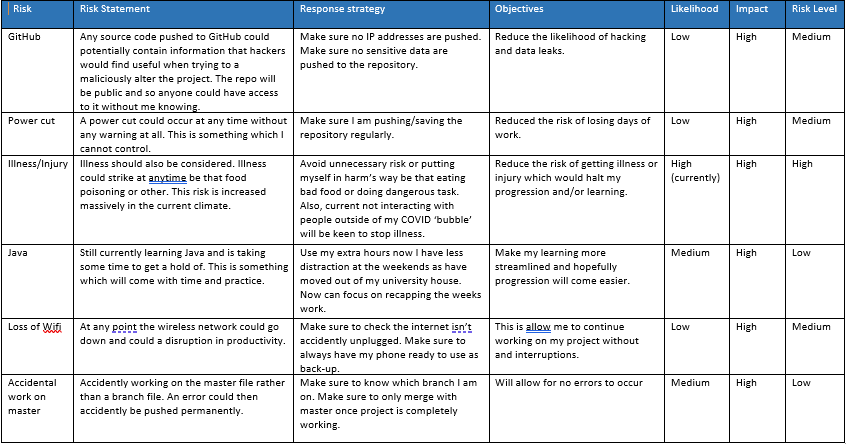 Risk
Risk Statement
Response strategy
Objectives
Likelihood
Impact
Risk Level
GitHub
Any source code pushed to GitHub could
potentially contain information that hackers
would find useful when trying to a
maliciously alter the project. The repo will
be public and so anyone could have access
to it without me knowing.
Make sure no IP addresses are pushed.
Make sure no sensitive data are
pushed to the repository.
Reduce the likelihood of hacking
and data leaks.
Low
High
Medium
Power cut
A power cut could occur at any time without
any warning at all. This is something which I
cannot control.
Make sure I am pushing/saving the
repository regularly.
Reduced the risk of losing days of
work.
Low
High
Medium
Illness/Injury
Illness should also be considered. Illness
could strike at anytime be that food
poisoning or other. This risk is increased
massively in the current climate.
Avoid unnecessary risk or putting
myself in harm's way be that eating
bad food or doing dangerous task.
Also, current not interacting with
people outside of my COVID ‘bubble’
will be keen to stop illness.
Reduce the risk of getting illness or
injury which would halt my
progression and/or learning.
High
(currently)
High
High
Java
Still currently learning Java and is taking
some time to get a hold of. This is something
which will come with time and practice.
Use my extra hours now I have less
distraction at the weekends as have
moved out of my university house.
Now can focus on recapping the weeks
work.
Make my learning more
streamlined and hopefully
progression will come easier.
Medium
High
Low
Loss of Wifi
At any point the wireless network could go
down and could a disruption in productivity.
Make sure to check the internet isn't
accidently unplugged. Make sure to
always have my phone ready to use as
back-up.
This is allow me to continue
working on my project without
and interruptions.
Low
High
Medium
Accidental
work on
master
Accidently working on the master file rather
than a branch file. An error could then
accidently be pushed permanently.
Make sure to know which branch I am
on. Make sure to only merge with
master once project is completely
working.
Will allow for no errors to occur
Medium
High
Low